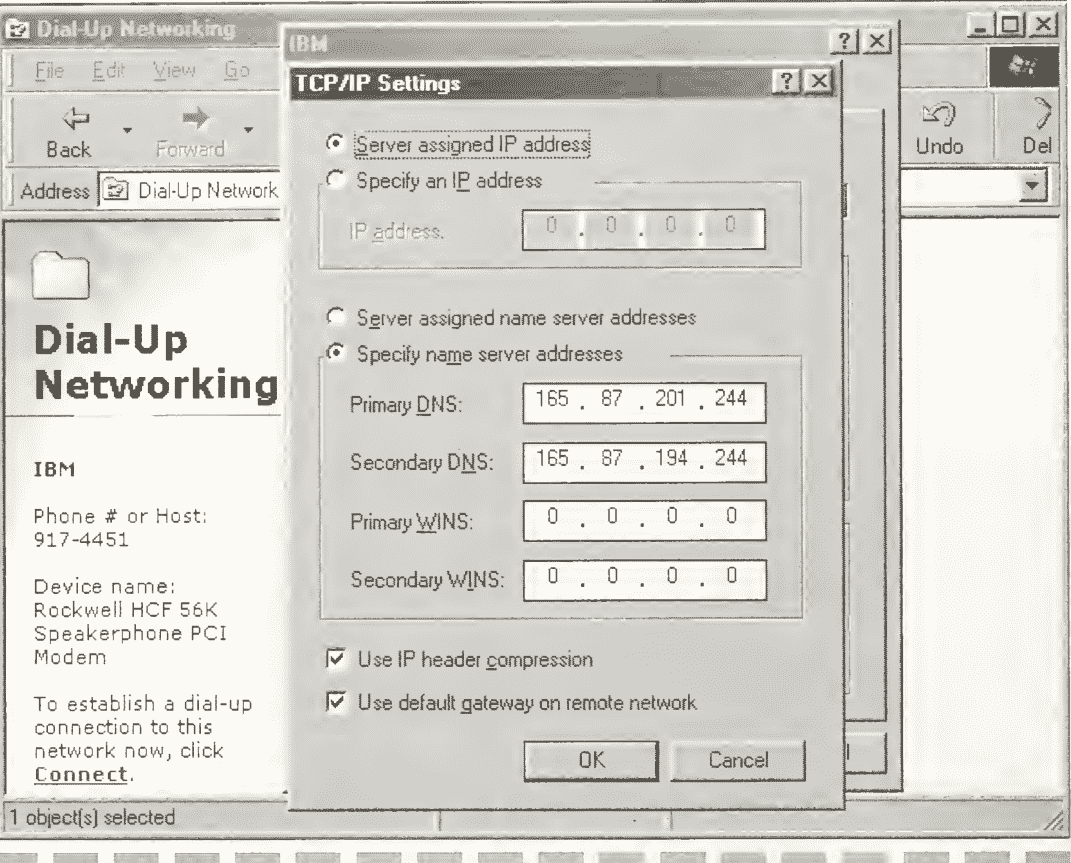 Dial-Up Networking
File Edit View Go
Back
Forward
Undo
Del
Address Dial-Up Network
Dial-Up
Networking
IBM
Phone # or Host:
917-4451
Device name:
Rockwell HCF 56K
Speakerphone PCI
Modem
To establish a dial-up
connection to this
network now, click
Connect.
1 object(s) selected
IBM
TCP/IP Settings
Server assigned IP address
Specify an IP address
IP address. 0 . 0 . 0 . 0
Server assigned name server addresses
Specify name server addresses
Primary DNS: 165 . 87 . 201 . 244
Secondary DNS: 165 . 87 . 194 . 244
Primary WINS: 0 . 0 . 0 . 0
Secondary WINS: 0 . 0 . 0 . 0
Use IP header compression
Use default gateway on remote network
OK Cancel